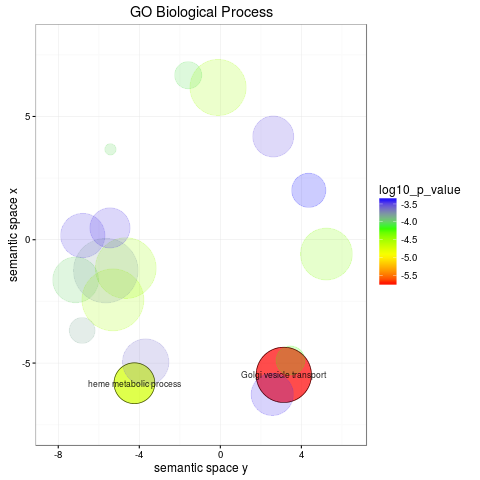 GO Biological Process
semantic space x
5
0
-5
-8
-4
0
4
semantic space y
heme metabolic process
Golgi vesicle transport
log10_p_value
-3.5
-4.0
-4.5
-5.0
-5.5